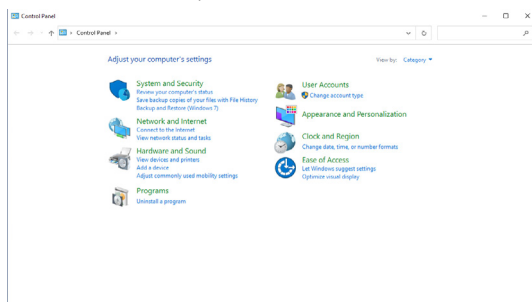 Control Panel
Control Panel
Adjust your computer's settings
View by: Category
System and Security
Review your computer's status
Save backup copies of your files with File History
Backup and Restore (Windows 7)
Network and Internet
Connect to the Internet
View network status and tasks
Hardware and Sound
View devices and printers
Add a device
Adjust commonly used mobility settings
Programs
Uninstall a program
User Accounts
Change account type
Appearance and Personalization
Clock and Region
Change date, time, or number formats
Ease of Access
Let Windows suggest settings
Optimize visual display